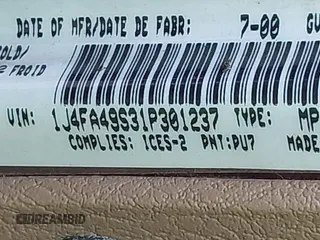 DATE OF MFR/DATE DE FABR: 7-00 GV
COLD/
FROID
VIN: 1J4FA49S31P301237 TYPE: MP
COMPLIES: ICES-2 PNT:PU7 MADE
DREAMBID